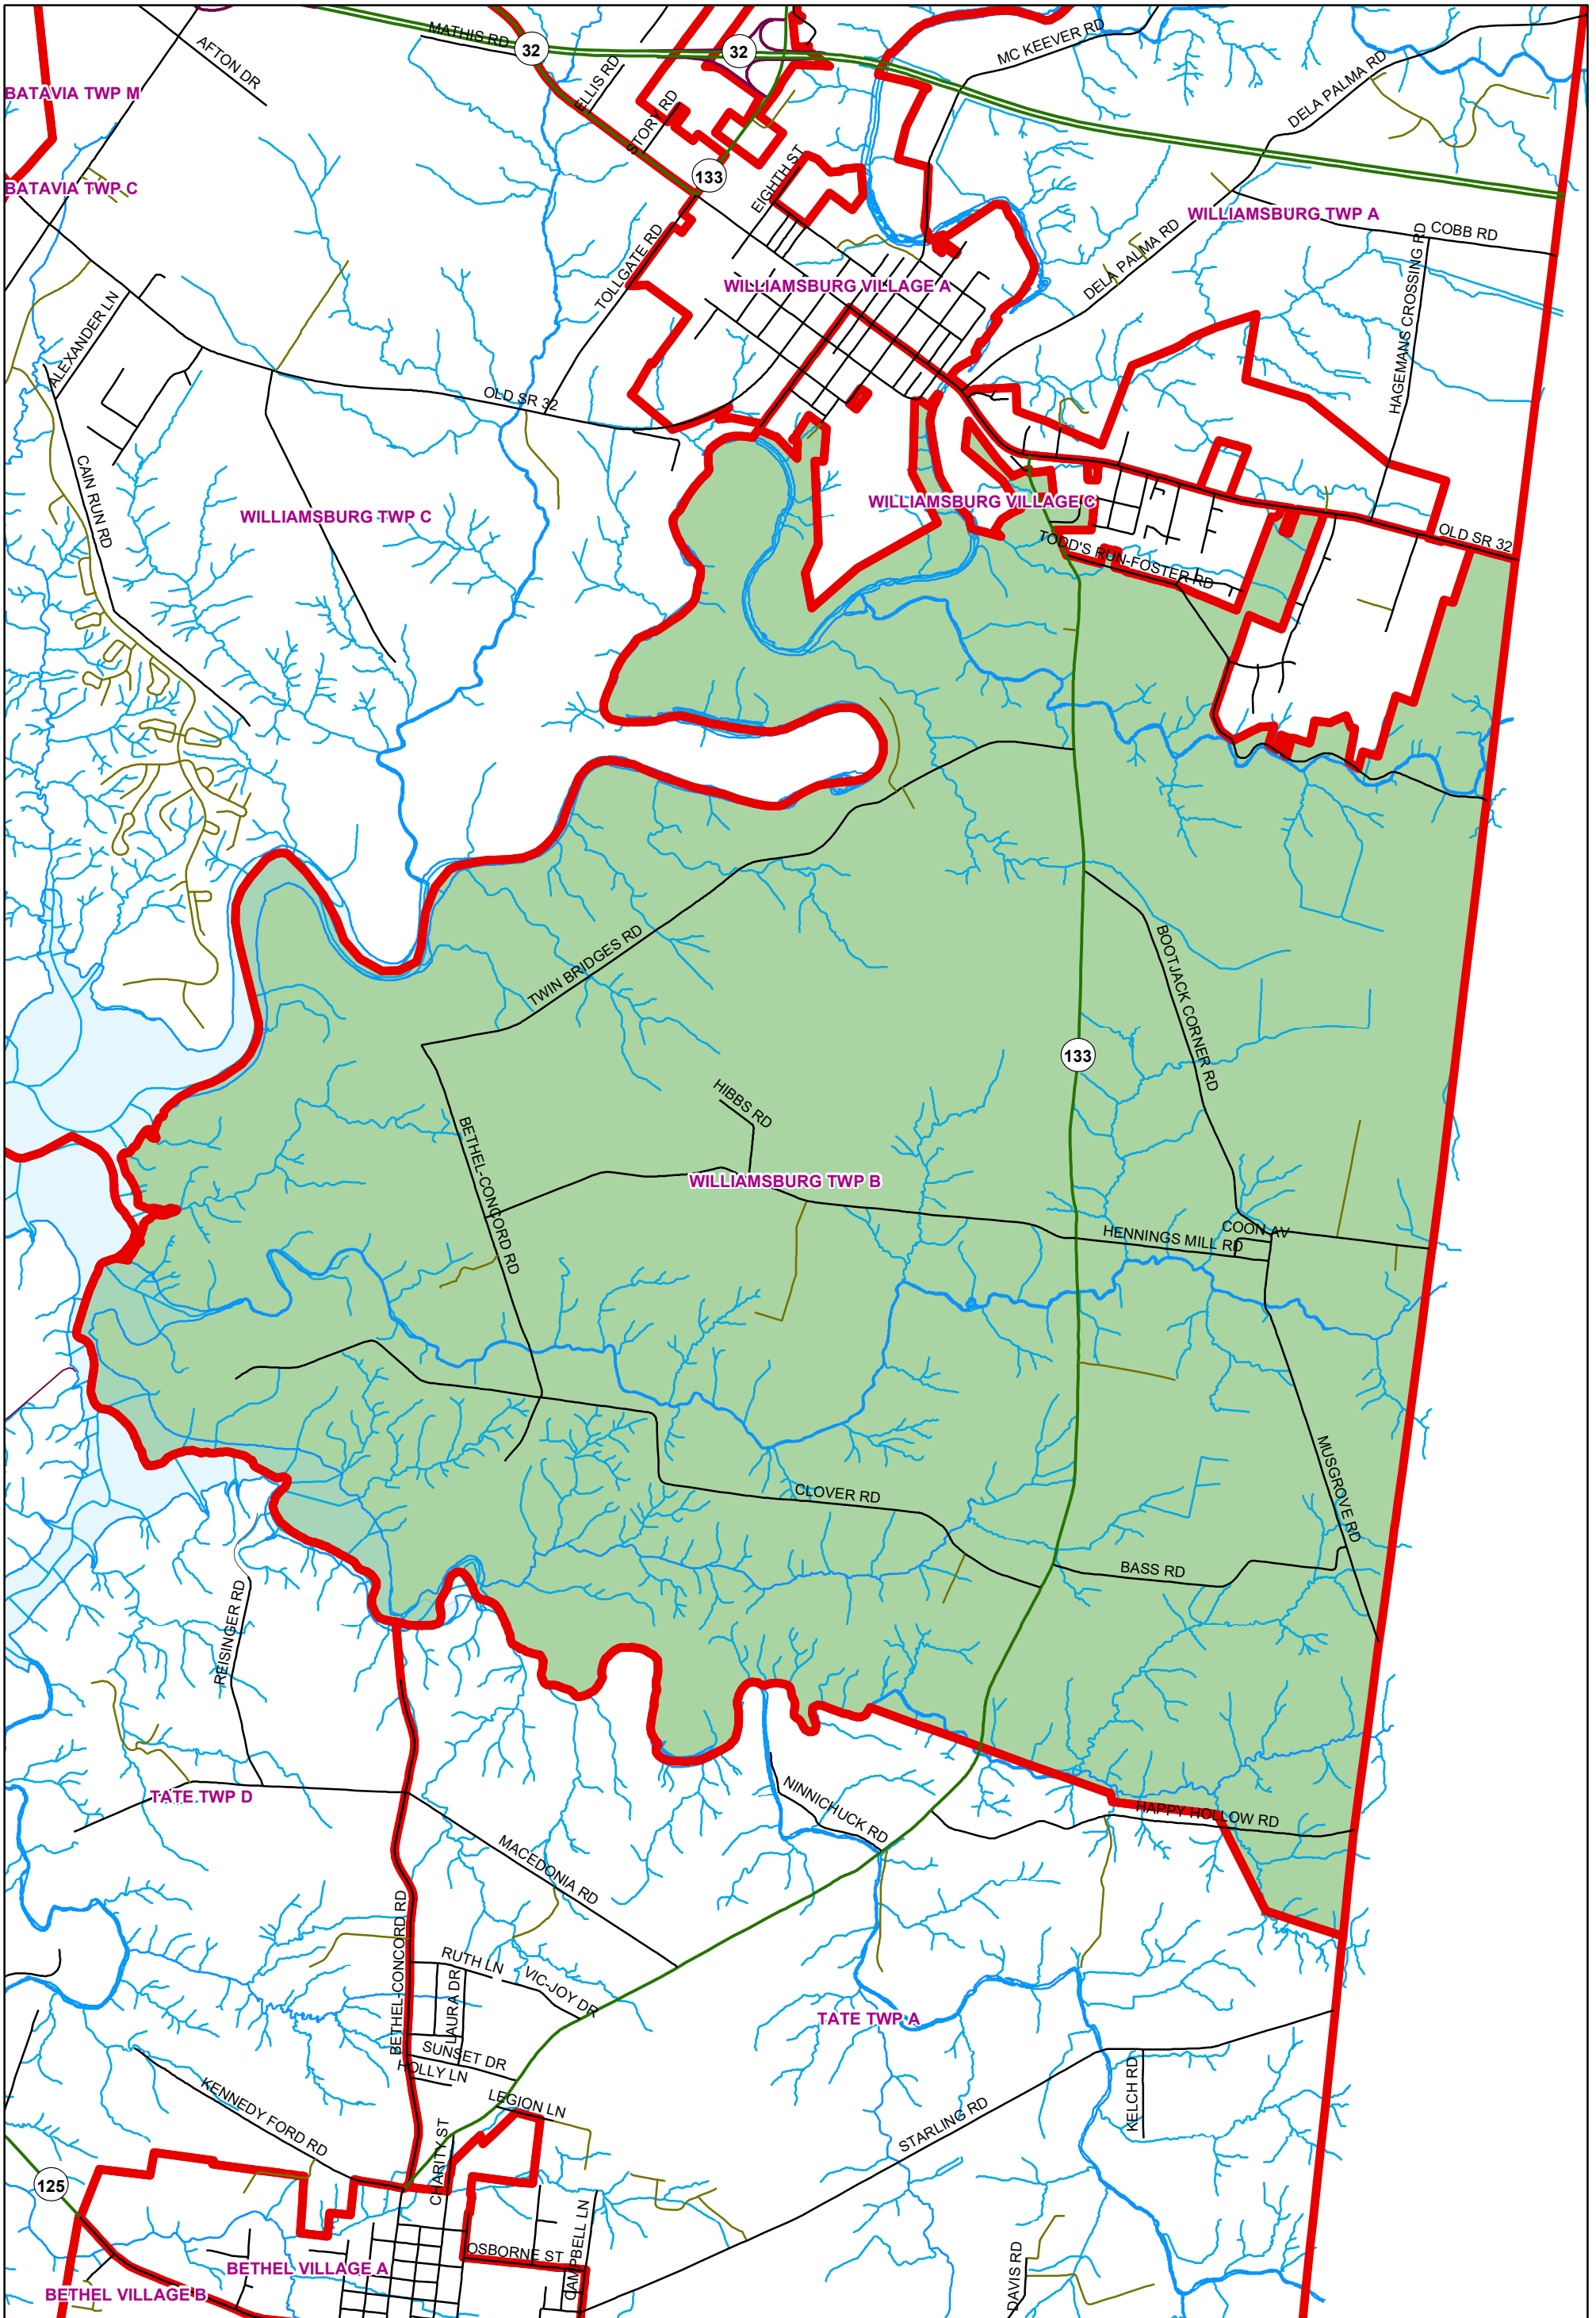 MATHIS RD
32
32
MC KEEVER RD
AFTON DR
ELLIS RD
DELA PALMA RD
BATAVIA TWP M
STORY RD
133
EIGHTH ST
BATAVIA TWP C
WILLIAMSBURG TWP A
COBB RD
TOLLGATE RD
DELA PALMA RD
WILLIAMSBURG VILLAGE A
HAGEMANS CROSSING RD
ALEXANDER LN
OLD SR 32
CAIN RUN RD
WILLIAMSBURG TWP C
WILLIAMSBURG VILLAGE C
OLD SR 32
TODD'S RUN-FOSTER RD
TWIN BRIDGES RD
BOOTJACK CORNER RD
133
HIBBS RD
BETHEL-CONCORD RD
WILLIAMSBURG TWP B
COON AV
HENNINGS MILL RD
MUSGROVE RD
CLOVER RD
BASS RD
REISINGER RD
TATE TWP D
NINNICHUCK RD
HAPPY HOLLOW RD
MACEDONIA RD
BETHEL-CONCORD RD
RUTH LN
VIC-JOY DR
LAURA DR
TATE TWP A
SUNSET DR
HOLLY LN
KENNEDY FORD RD
LEGION LN
STARLING RD
KELCH RD
CHARITY ST
125
OSBORNE ST
CAMPBELL LN
DAVIS RD
BETHEL VILLAGE A
BETHEL VILLAGE B